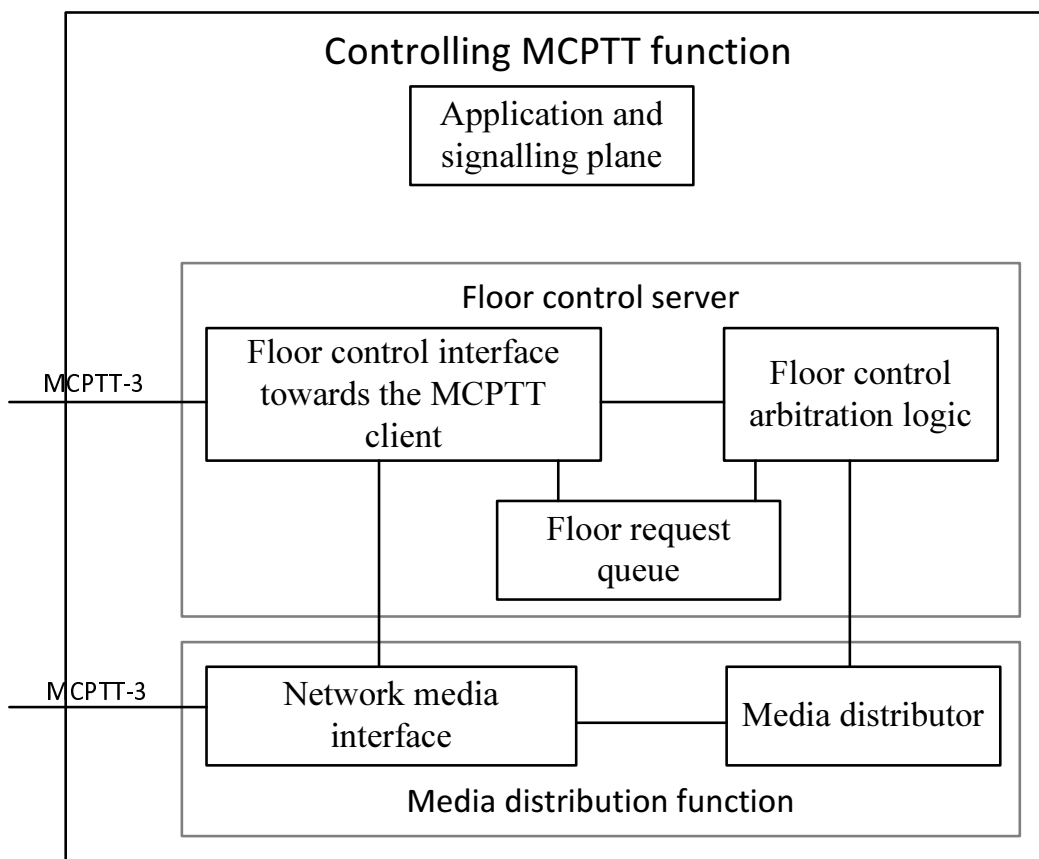 Controlling MCPTT function
Application and
signalling plane
Floor control server
MCPTT-3
Floor control interface
towards the MCPTT
client
Floor control
arbitration logic
Floor request
queue
MCPTT-3
Network media
interface
Media distributor
Media distribution function